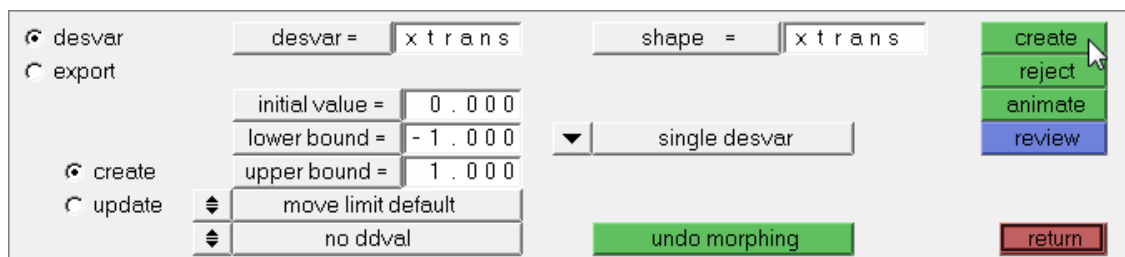 desvar desvar = xtrans shape = xtrans create
export reject
initial value = 0.000 animate
lower bound = -1.000 single desvar review
create upper bound = 1.000
update move limit default
no ddval undo morphing return